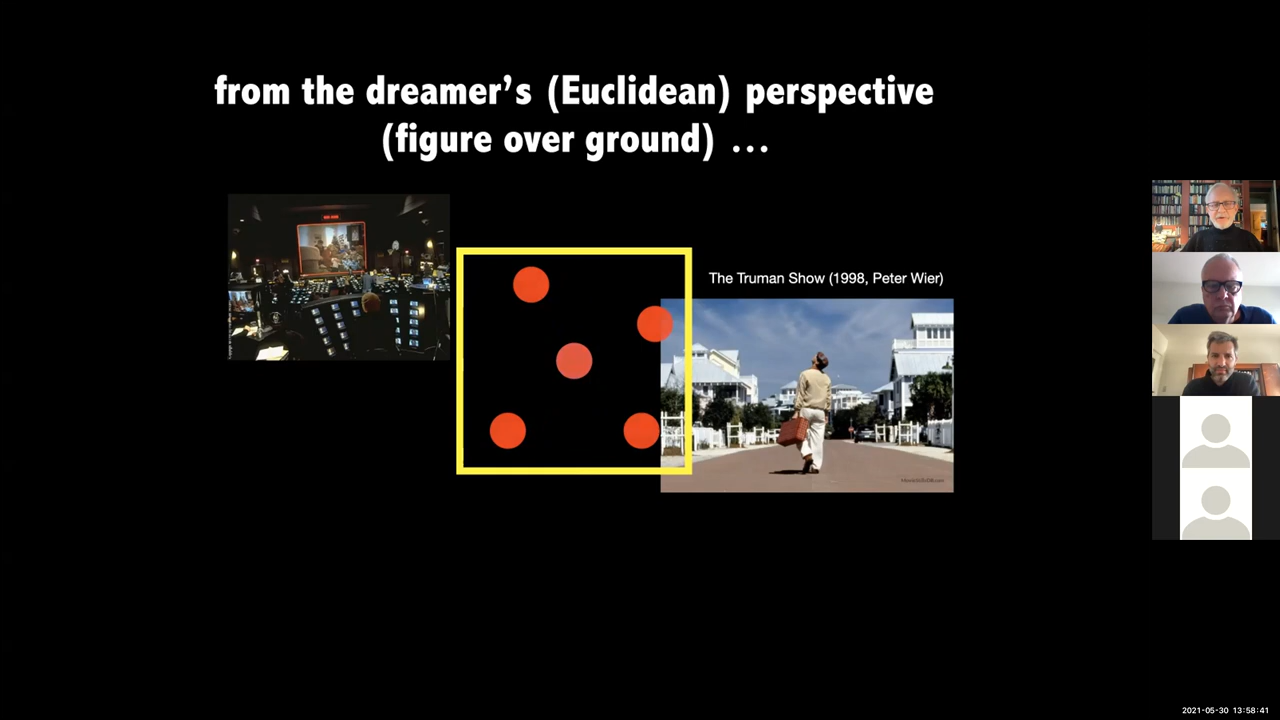 from the dreamer's (Euclidean) perspective
(figure over ground) ...
The Truman Show (1998, Peter Wier)
2021-05-30 13:58:41